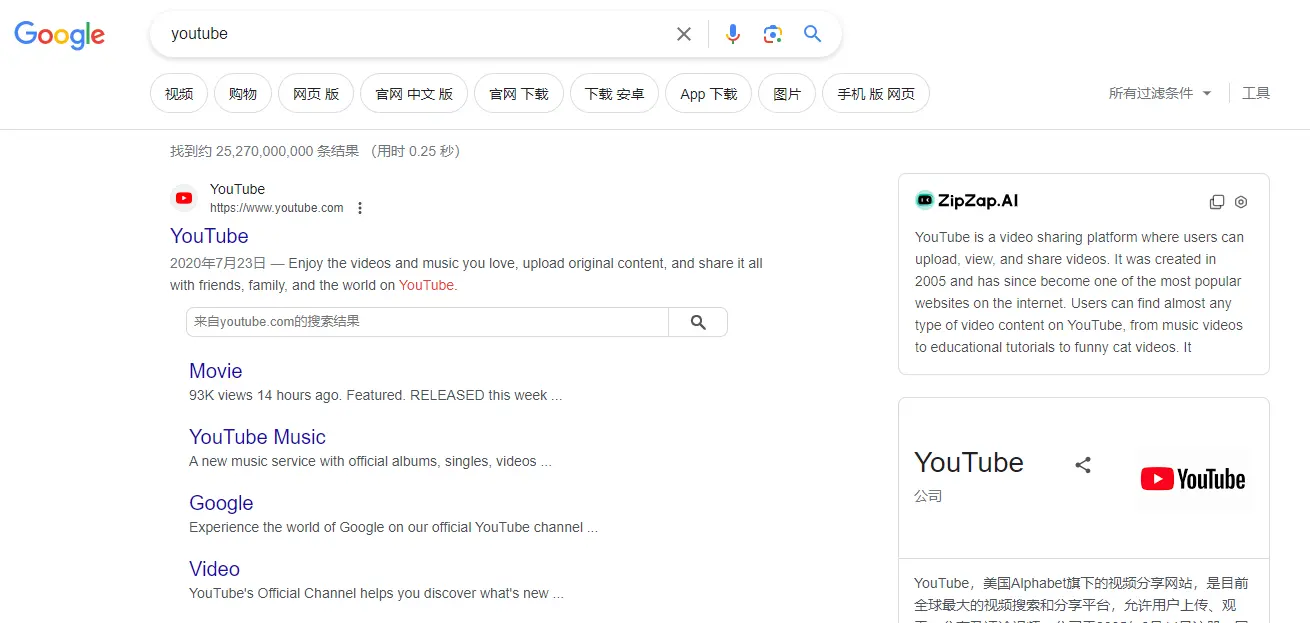 Google
youtube
视频
购物
网页 版
官网 中文 版
官网 下载
下载 安卓
App 下载
图片
手机 版 网页
所有过滤条件
工具
找到约 25,270,000,000 条结果 （用时 0.25 秒）
YouTube
https://www.youtube.com
YouTube
2020年7月23日 — Enjoy the videos and music you love, upload original content, and share it all
with friends, family, and the world on YouTube.
来自youtube.com的搜索结果
Movie
93K views 14 hours ago. Featured. RELEASED this week ...
YouTube Music
A new music service with official albums, singles, videos ...
Google
Experience the world of Google on our official YouTube channel ...
Video
YouTube's Official Channel helps you discover what's new ...
ZipZap.AI
YouTube is a video sharing platform where users can
upload, view, and share videos. It was created in
2005 and has since become one of the most popular
websites on the internet. Users can find almost any
type of video content on YouTube, from music videos
to educational tutorials to funny cat videos. It
YouTube
公司
YouTube
YouTube，美国Alphabet旗下的视频分享网站，是目前
全球最大的视频搜索和分享平台，允许用户上传、观